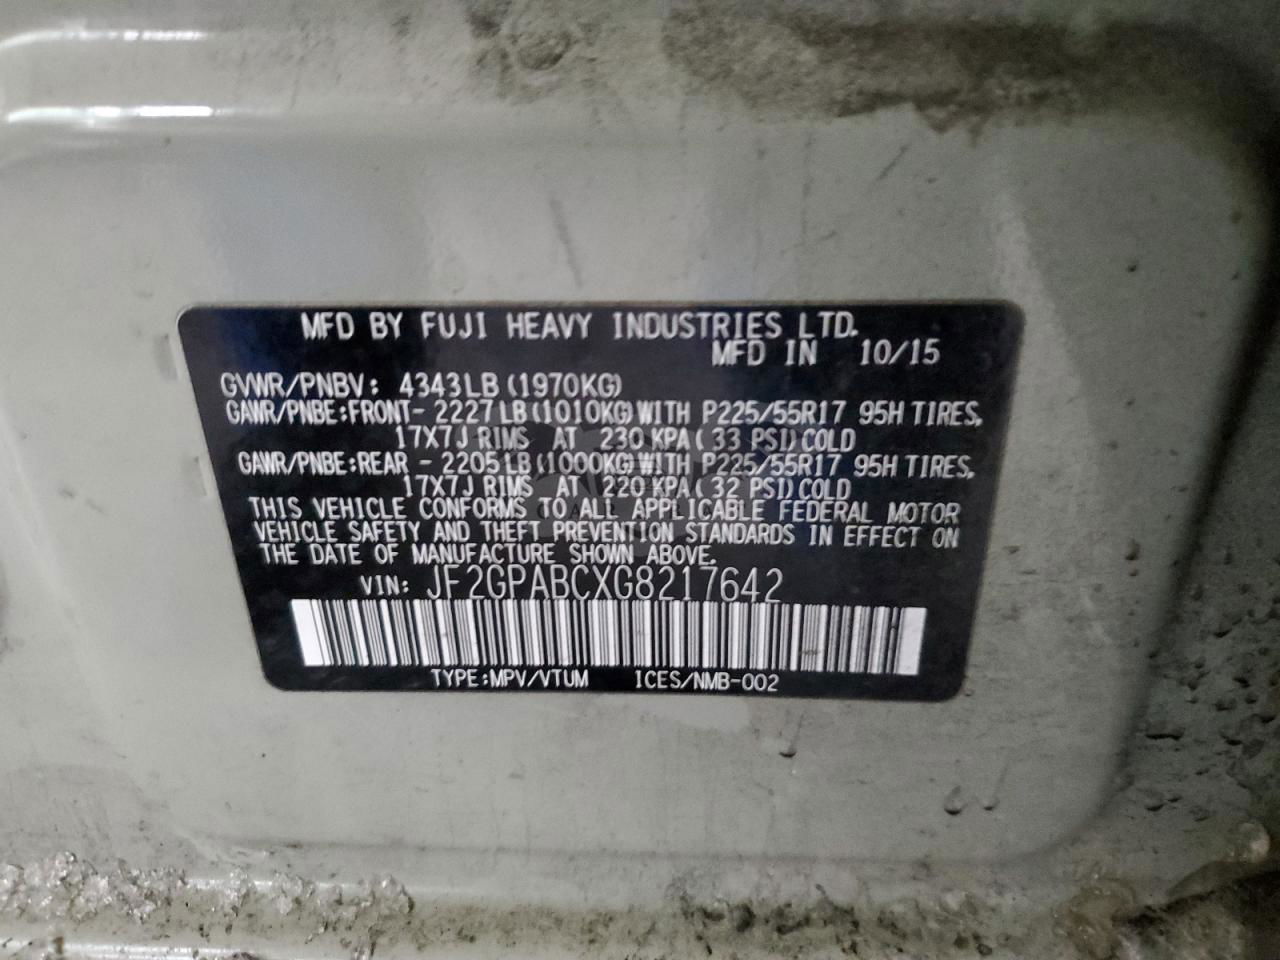 MFD BY FUJI HEAVY INDUSTRIES LTD.
MFD IN 10/15
GVWR/PNBV: 4343LB (1970KG)
GAWR/PNBE:FRONT- 2227LB(1010KG)WITH P225/55R17 95H TIRES,
17X7J RIMS AT 230 KPA(33 PSI)COLD
GAWR/PNBE:REAR - 2205LB(1000KG)WITH P225/55R17 95H TIRES,
17X7J RIMS AT 220 KPA(32 PSI)COLD
THIS VEHICLE CONFORMS TO ALL APPLICABLE FEDERAL MOTOR
VEHICLE SAFETY AND THEFT PREVENTION STANDARDS IN EFFECT ON
THE DATE OF MANUFACTURE SHOWN ABOVE.
VIN: JF2GPABCXG8217642
TYPE:MPV/VTUM ICES/NMB-002